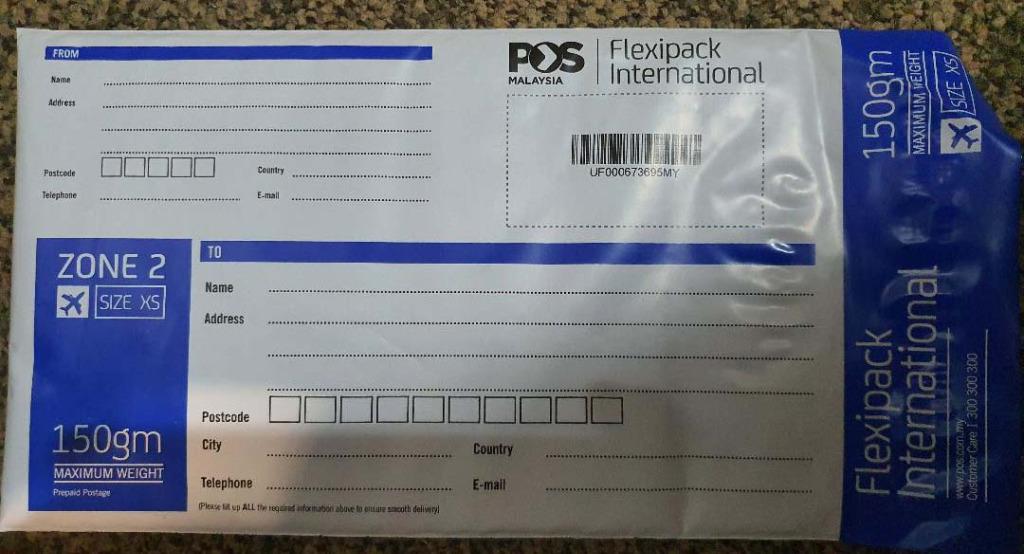 FROM
Name
Address
Postcode
Country
Telephone
E-mail
POS
MALAYSIA
Flexipack
International
UF000673695MY
ZONE 2
SIZE XS
150gm
MAXIMUM WEIGHT
Prepaid Postage
TO
Name
Address
Postcode
City
Country
Telephone
E-mail
(Please fill up ALL the required information above to ensure smooth delivery)
150gm
MAXIMUM WEIGHT
SIZE XS
Flexipack
International
www.pos.com.my
Customer Care 1 300 300 300